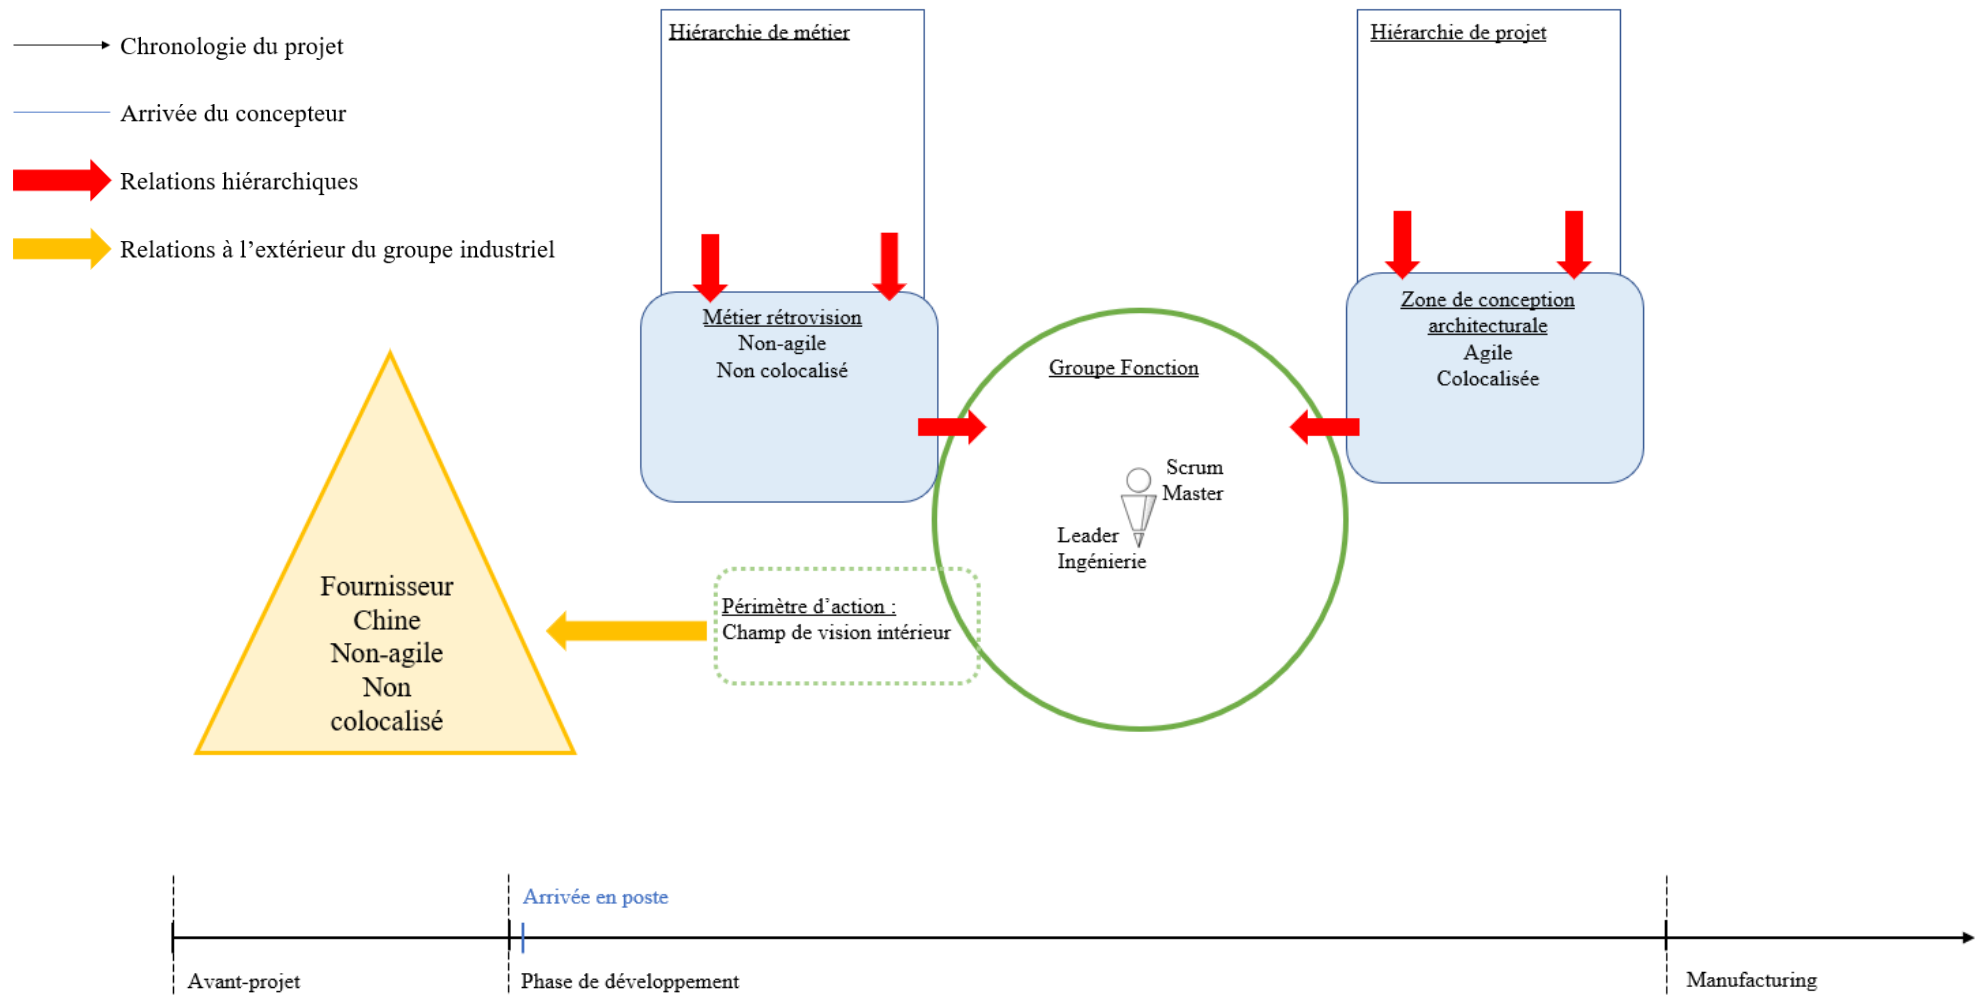 Chronologie du projet
Arrivée du concepteur
Relations hiérarchiques
Relations à l’extérieur du groupe industriel
Hiérarchie de métier
Hiérarchie de projet
Métier rétrovision
Non-agile
Non colocalisé
Zone de conception
architecturale
Agile
Colocalisée
Groupe Fonction
Scrum
Master
Leader
Ingénierie
Périmètre d’action :
Champ de vision intérieur
Fournisseur
Chine
Non-agile
Non
colocalisé
Arrivée en poste
Avant-projet
Phase de développement
Manufacturing